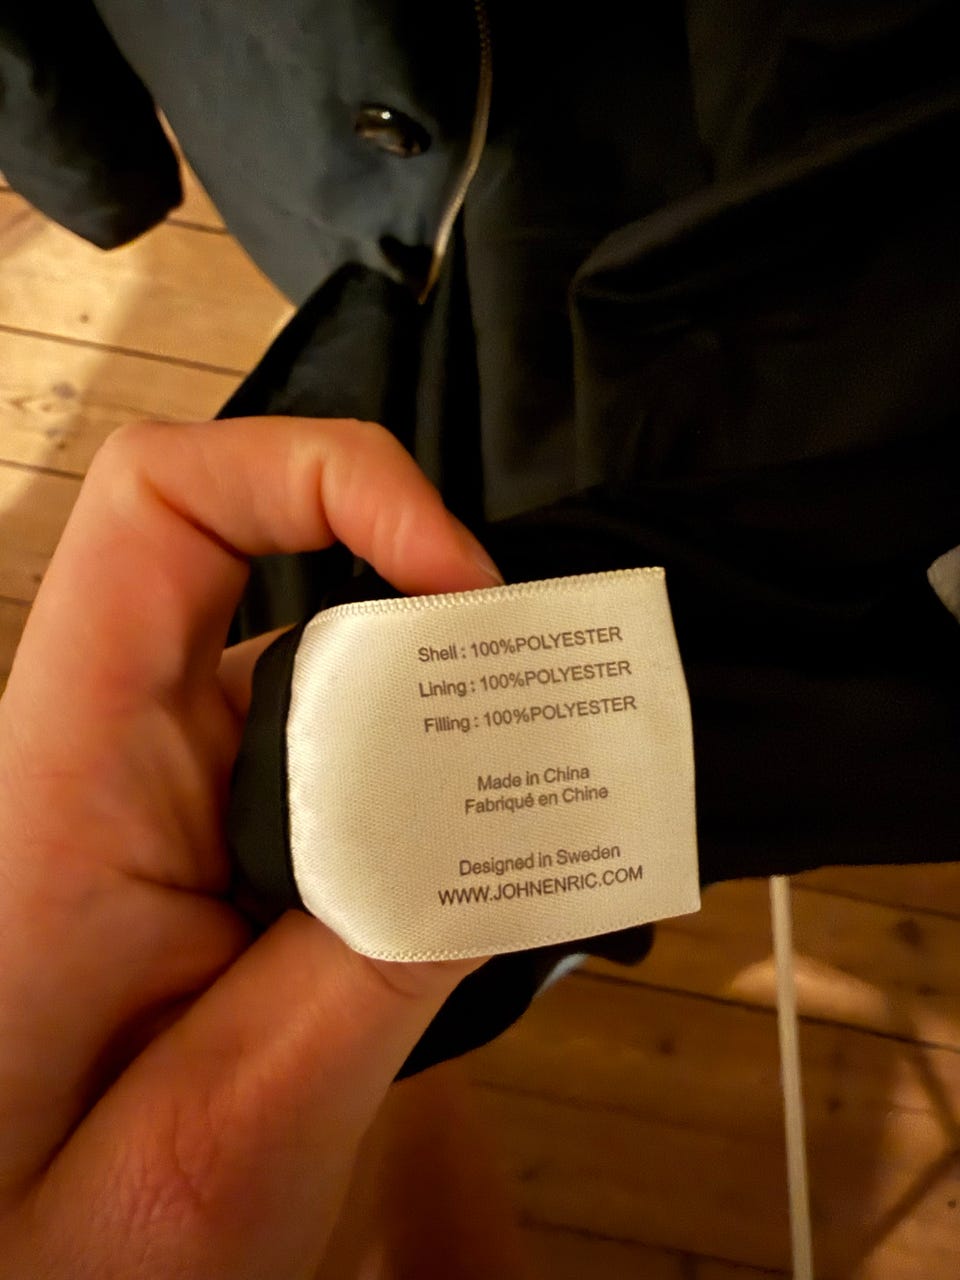 Shell : 100%POLYESTER
Lining : 100%POLYESTER
Filling : 100%POLYESTER
Made in China
Fabriqué en Chine
Designed in Sweden
WWW.JOHNENRIC.COM